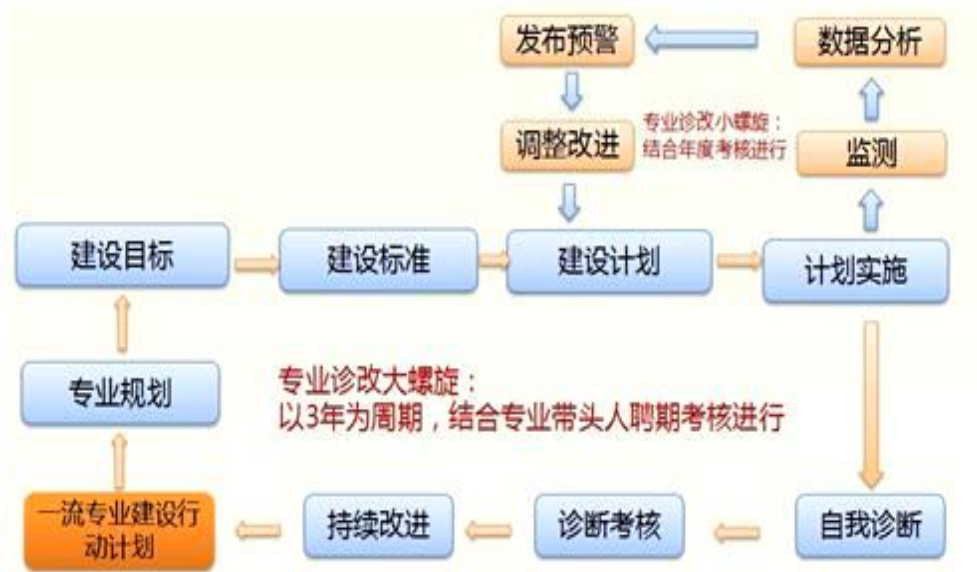 发布预警
数据分析
调整改进
专业诊改小螺旋：
结合年度考核进行
监测
建设目标
建设标准
建设计划
计划实施
专业规划
专业诊改大螺旋：
以3年为周期，结合专业带头人聘期考核进行
一流专业建设行
动计划
持续改进
诊断考核
自我诊断